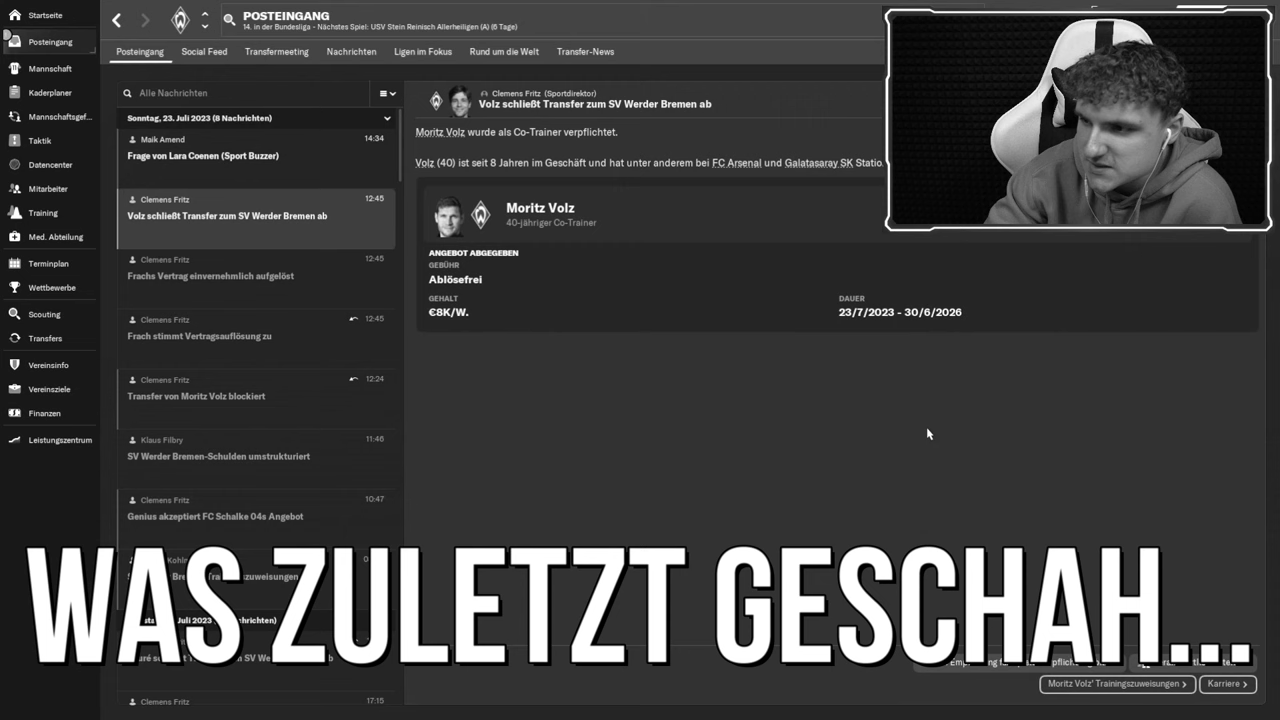 Startseite
Posteingang
Mannschaft
Kaderplaner
Mannschaftsgef...
Taktik
Datencenter
Mitarbeiter
Training
Med. Abteilung
Terminplan
Wettbewerbe
Scouting
Transfers
Vereinsinfo
Vereinsziele
Finanzen
Leistungszentrum
POSTEINGANG
14. in der Bundesliga - Nächstes Spiel: USV Stein Reinisch Allerheiligen (A) (6 Tage)
Posteingang Social Feed Transfermeeting Nachrichten Ligen im Fokus Rund um die Welt Transfer-News
Alle Nachrichten
Sonntag, 23. Juli 2023 (8 Nachrichten)
Maik Amend 14:34
Frage von Lara Coenen (Sport Buzzer)
Clemens Fritz 12:45
Volz schließt Transfer zum SV Werder Bremen ab
Clemens Fritz 12:45
Frachs Vertrag einvernehmlich aufgelöst
Clemens Fritz 12:45
Frach stimmt Vertragsauflösung zu
Clemens Fritz 12:24
Transfer von Moritz Volz blockiert
Klaus Filbry 11:46
SV Werder Bremen-Schulden umstrukturiert
Clemens Fritz 10:47
Genius akzeptiert FC Schalke 04s Angebot
Clemens Fritz 17:15
Clemens Fritz (Sportdirektor)
Volz schließt Transfer zum SV Werder Bremen ab
Moritz Volz wurde als Co-Trainer verpflichtet.
Volz (40) ist seit 8 Jahren im Geschäft und hat unter anderem bei FC Arsenal und Galatasaray SK Statio
Moritz Volz
40-jähriger Co-Trainer
ANGEBOT ABGEGEBEN
GEBÜHR
Ablösefrei
GEHALT DAUER
€8K/W. 23/7/2023 - 30/6/2026
WAS ZULETZT GESCHAH...
Moritz Volz' Trainingszuweisungen Karriere